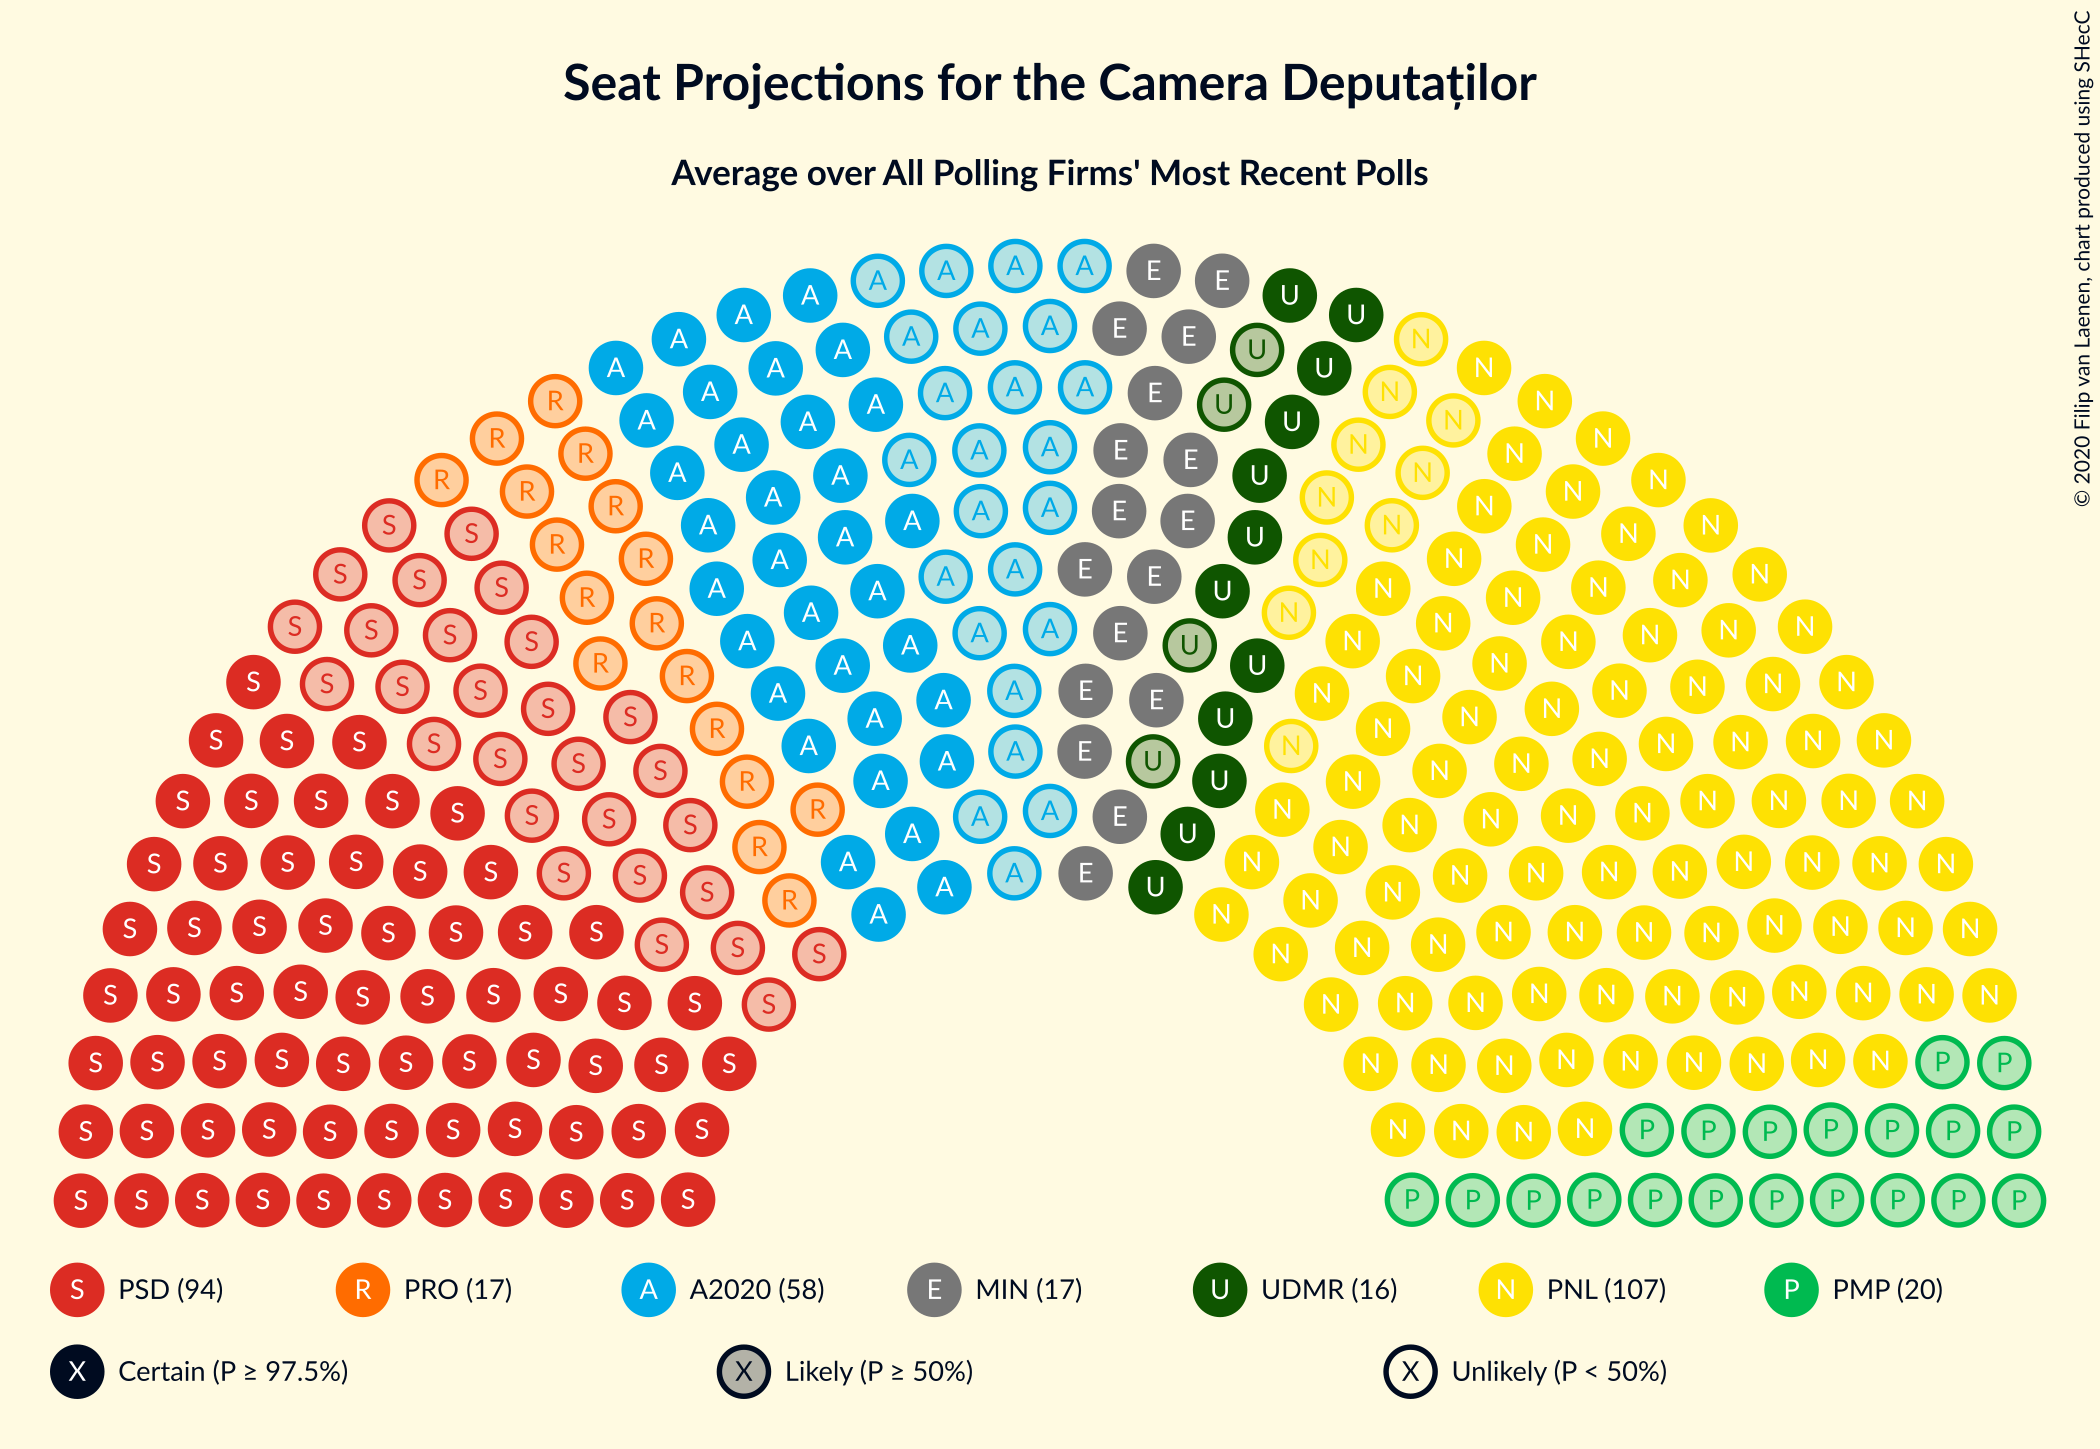 Seat Projections for the Camera Deputaților
Average over All Polling Firms' Most Recent Polls
© 2020 Filip van Laenen, chart produced using SHecC
S PSD (94) R PRO (17) A A2020 (58) E MIN (17) U UDMR (16) N PNL (107) P PMP (20)
X Certain (P ≥ 97.5%) X Likely (P ≥ 50%) X Unlikely (P < 50%)